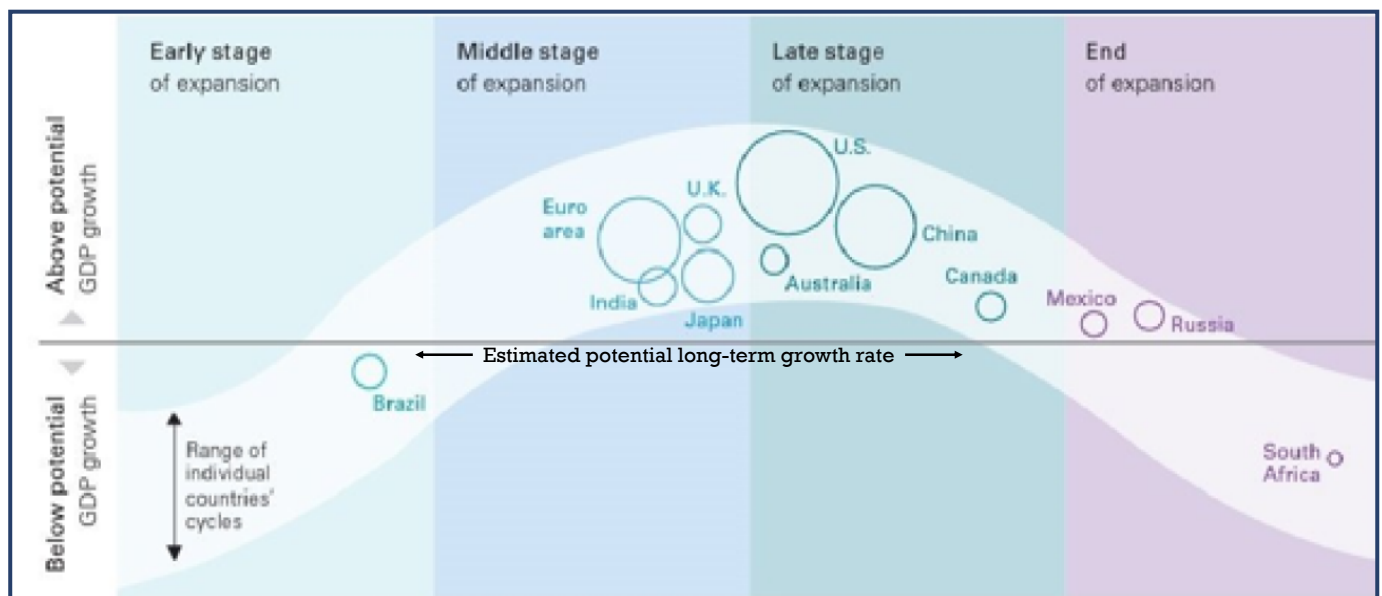 Early stage
of expansion
Middle stage
of expansion
Late stage
of expansion
End
of expansion
Above potential
GDP growth
Below potential
GDP growth
U.S.
U.K.
Euro
area
China
India
Japan
Australia
Canada
Mexico
Russia
Estimated potential long-term growth rate
Brazil
Range of
individual
countries'
cycles
South
Africa